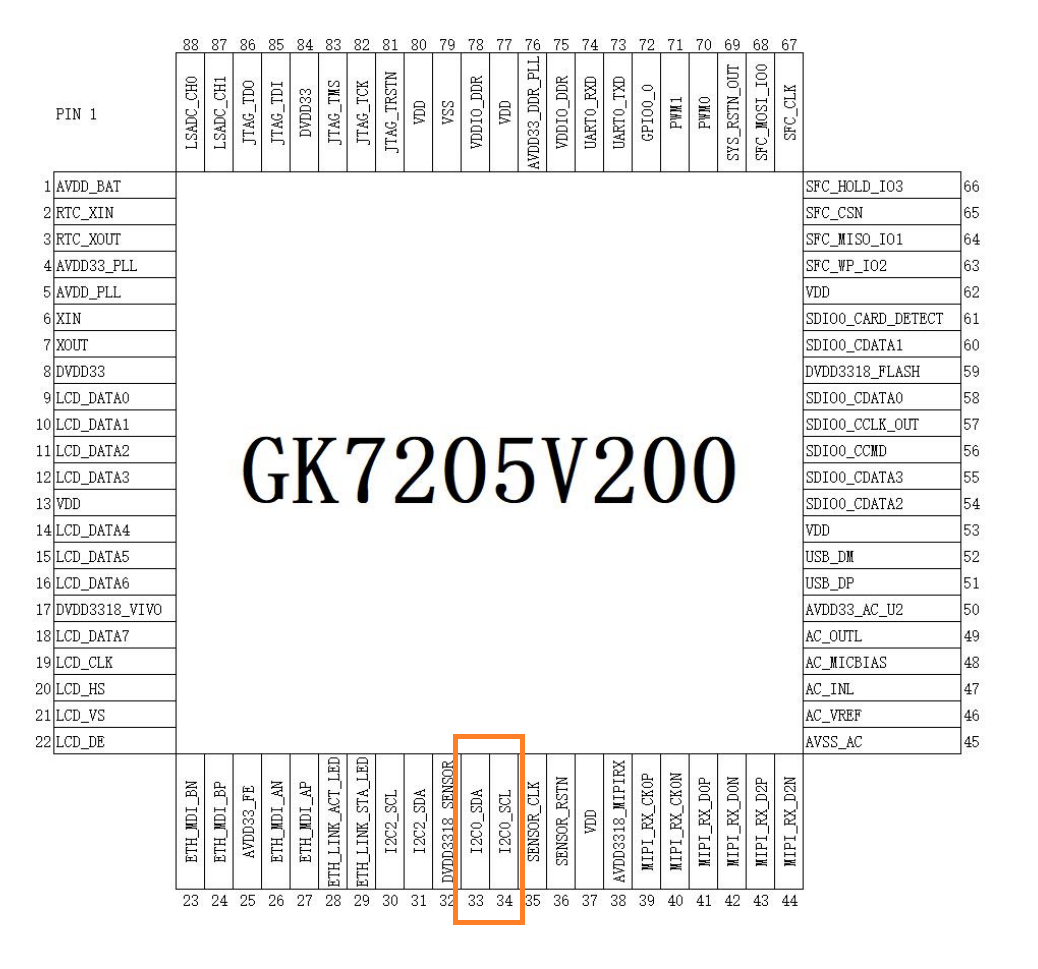 88 87 86 85 84 83 82 81 80 79 78 77 76 75 74 73 72 71 70 69 68 67
LSADC_CH0
LSADC_CH1
JTAG_TDO
JTAG_TDI
DVDD33
JTAG_TMS
JTAG_TCK
JTAG_TRSTN
VDD
VSS
VDDIO_DDR
VDD
AVDD33_DDR_PLL
VDDIO_DDR
UART0_RXD
UART0_TXD
GPIO0_0
PWM1
PWM0
SYS_RSTN_OUT
SFC_MOSI_IO0
SFC_CLK
PIN 1
1 AVDD_BAT
2 RTC_XIN
3 RTC_XOUT
4 AVDD33_PLL
5 AVDD_PLL
6 XIN
7 XOUT
8 DVDD33
9 LCD_DATA0
10 LCD_DATA1
11 LCD_DATA2
12 LCD_DATA3
13 VDD
14 LCD_DATA4
15 LCD_DATA5
16 LCD_DATA6
17 DVDD3318_VIVO
18 LCD_DATA7
19 LCD_CLK
20 LCD_HS
21 LCD_VS
22 LCD_DE
GK7205V200
SFC_HOLD_IO3 66
SFC_CSN 65
SFC_MISO_IO1 64
SFC_WP_IO2 63
VDD 62
SDIO0_CARD_DETECT 61
SDIO0_CDATA1 60
DVDD3318_FLASH 59
SDIO0_CDATA0 58
SDIO0_CCLK_OUT 57
SDIO0_CCMD 56
SDIO0_CDATA3 55
SDIO0_CDATA2 54
VDD 53
USB_DM 52
USB_DP 51
AVDD33_AC_U2 50
AC_OUTL 49
AC_MICBIAS 48
AC_INL 47
AC_VREF 46
AVSS_AC 45
ETH_MDI_BN
ETH_MDI_BP
AVDD33_FE
ETH_MDI_AN
ETH_MDI_AP
ETH_LINK_ACT_LED
ETH_LINK_STA_LED
I2C2_SCL
I2C2_SDA
DVDD3318_SENSOR
I2C0_SDA
I2C0_SCL
SENSOR_CLK
SENSOR_RSTN
VDD
AVDD3318_MIPIRX
MIPI_RX_CK0P
MIPI_RX_CK0N
MIPI_RX_D0P
MIPI_RX_D0N
MIPI_RX_D2P
MIPI_RX_D2N
23 24 25 26 27 28 29 30 31 32 33 34 35 36 37 38 39 40 41 42 43 44